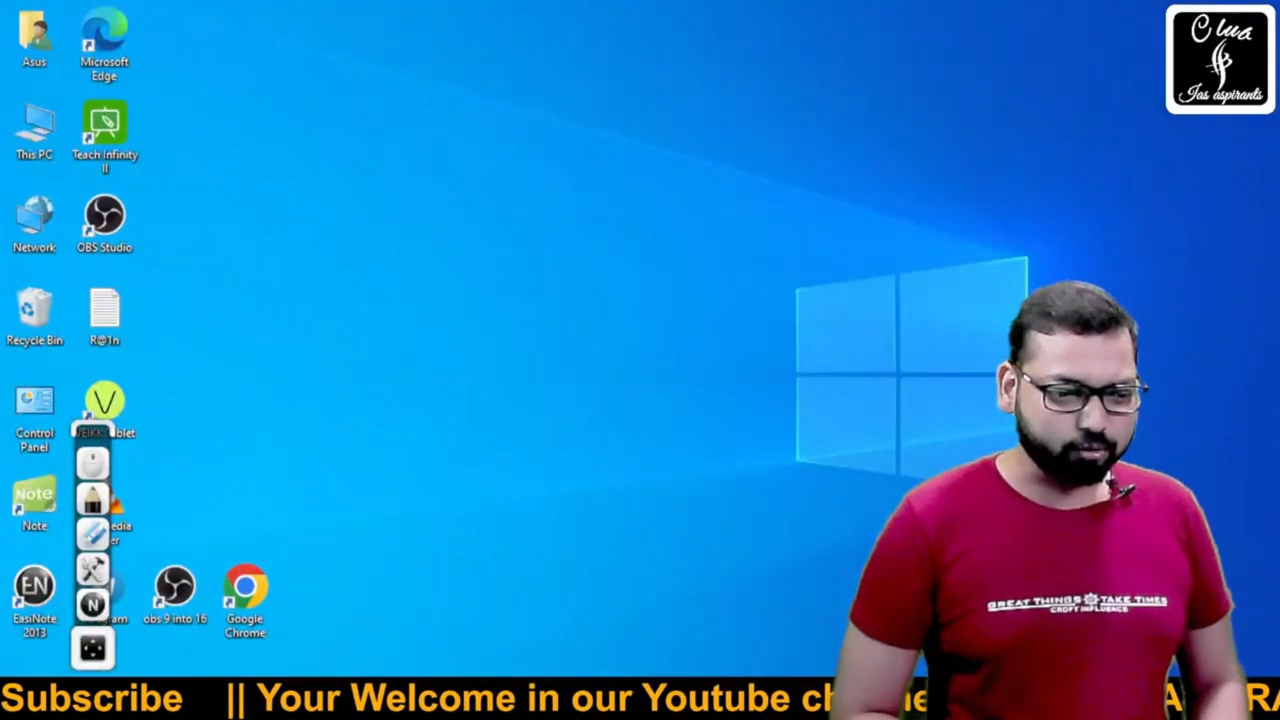 Clua
Ias aspirants
Asus
Microsoft
Edge
This PC
Teach Infinity
II
Network
OBS Studio
Recycle Bin
R@1n
Control
Panel
Note
Note
EN
EasiNote
2013
N
obs 9 into 16
Google
Chrome
GREAT THINGS TAKE TIMES
CROFT INFLUENCE
Subscribe || Your Welcome in our Youtube